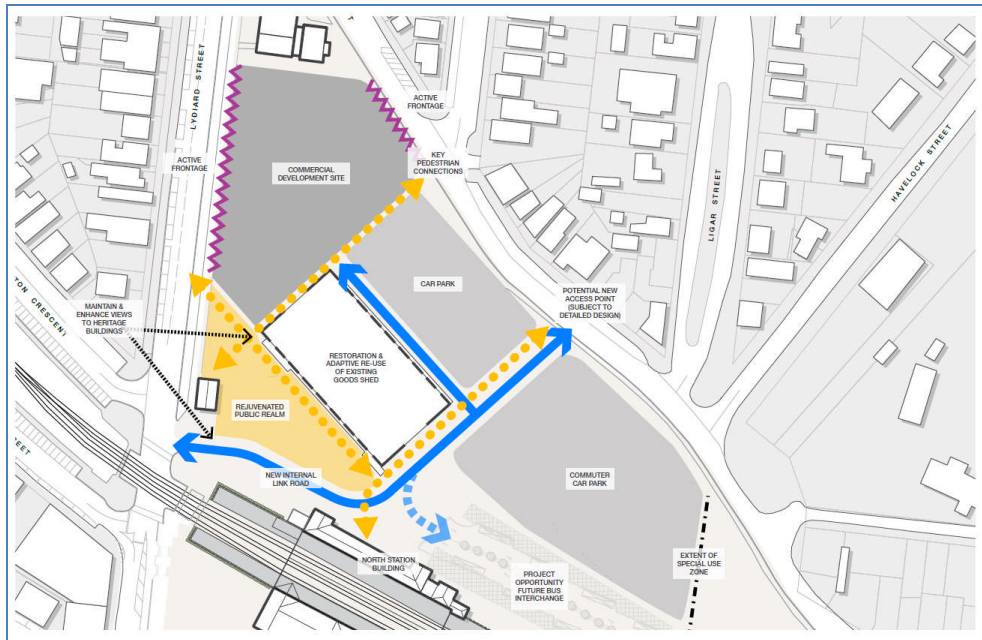 LYDIARD STREET
ACTIVE
FRONTAGE
ACTIVE
FRONTAGE
KEY
PEDESTRIAN
CONNECTIONS
COMMERCIAL
DEVELOPMENT SITE
LIGAR STREET
HAVELOCK STREET
CAR PARK
POTENTIAL NEW
ACCESS POINT
(SUBJECT TO
DETAILED DESIGN)
TON CRESCENT
MAINTAIN &
ENHANCE VIEWS
TO HERITAGE
BUILDINGS
RESTORATION &
ADAPTIVE RE-USE
OF EXISTING
GOODS SHED
REJUVENATED
PUBLIC REALM
NEW INTERNAL
LINK ROAD
COMMUTER
CAR PARK
NORTH STATION
BUILDING
PROJECT
OPPORTUNITY
FUTURE BUS
INTERCHANGE
EXTENT OF
SPECIAL USE
ZONE